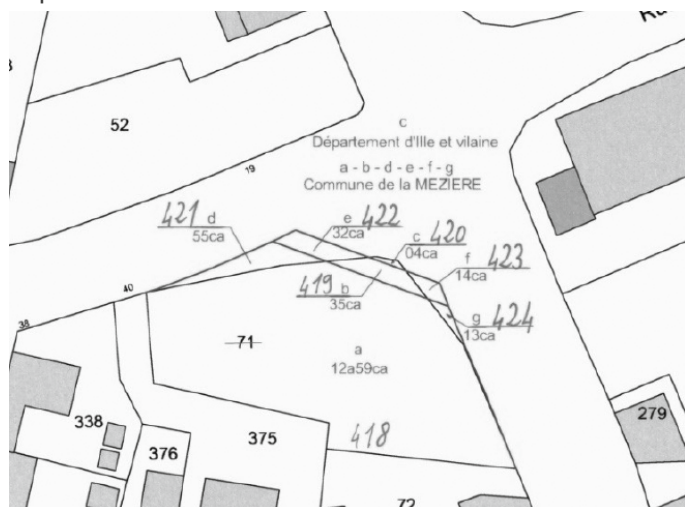 52
c
Département d'Ille et vilaine
19
a - b - d - e - f - g
Commune de la MEZIERE
421 d
55ca
e 422
32ca
c 420
04ca
f 423
14ca
419 b
35ca
40
g 424
13ca
38
71
a
12a59ca
338
376
375
418
279
72